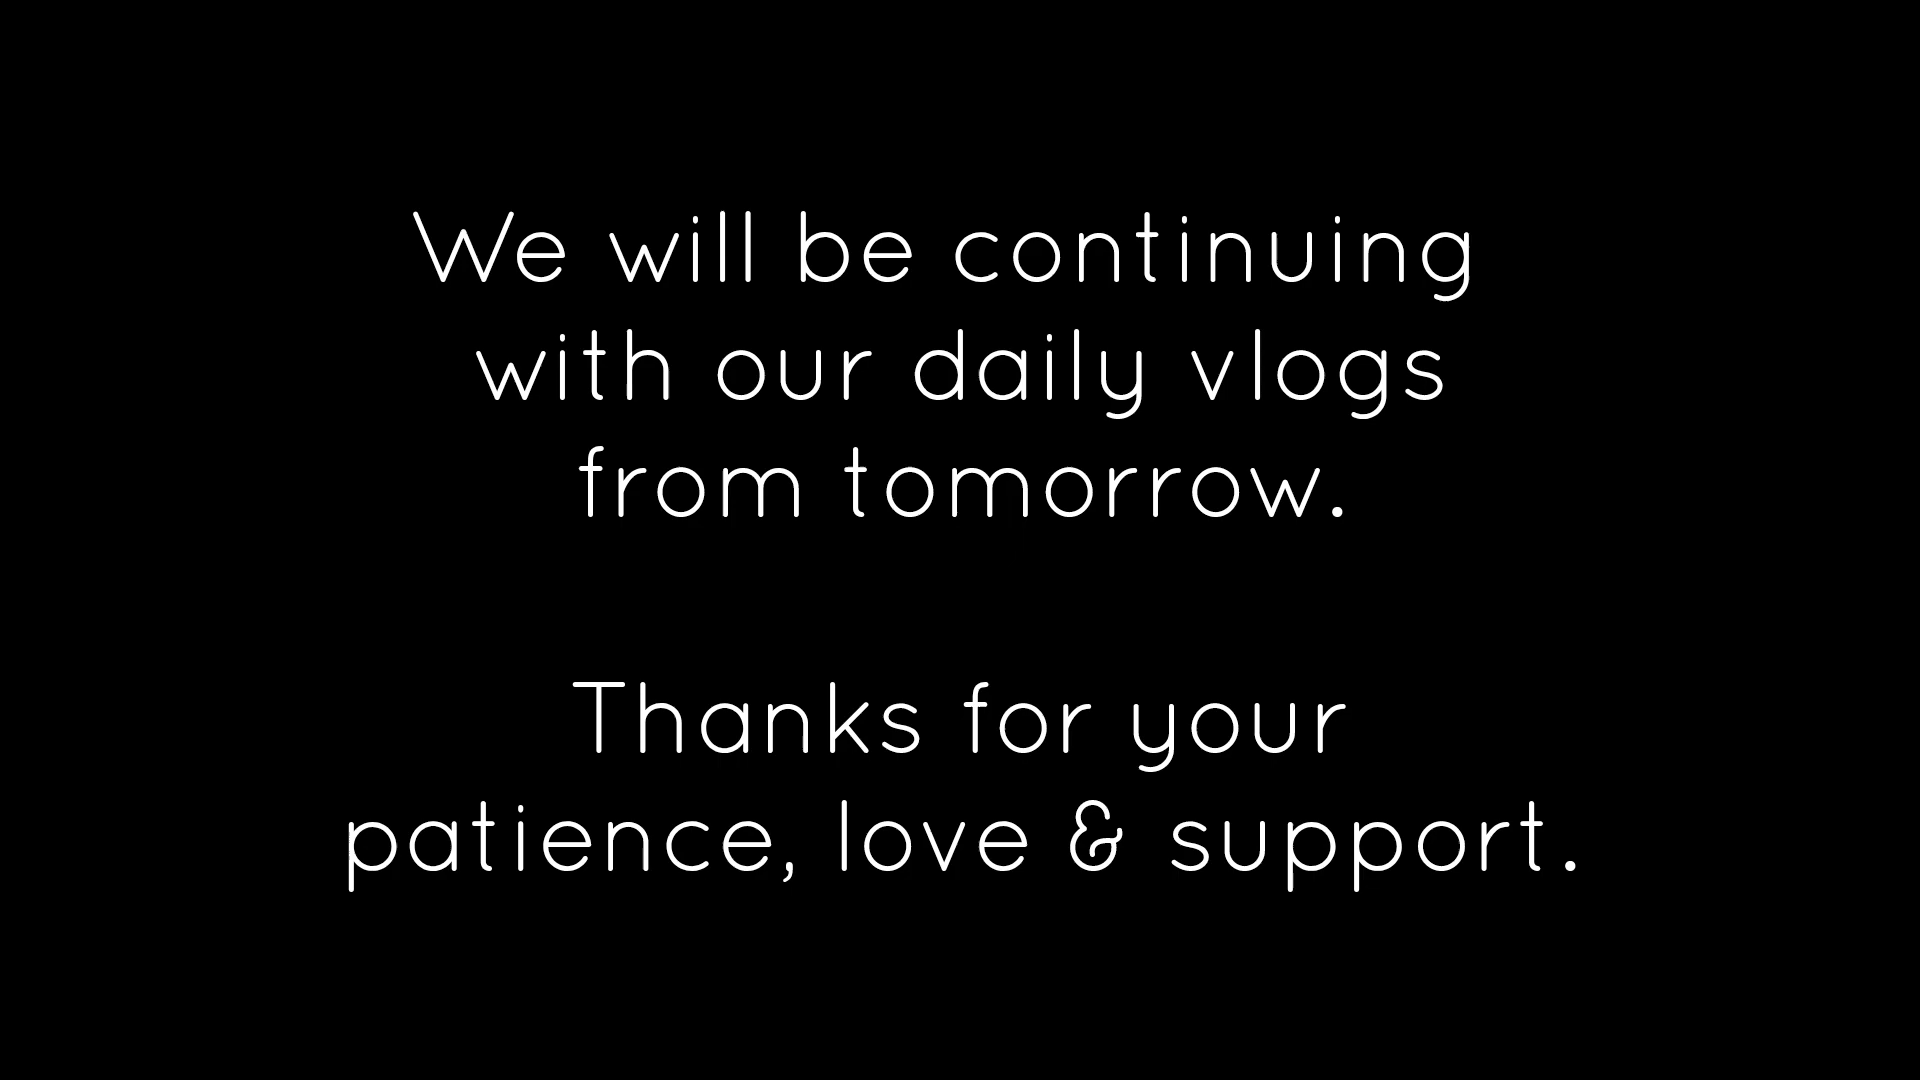 We will be continuing
with our daily vlogs
from tomorrow.
Thanks for your
patience, love & support.